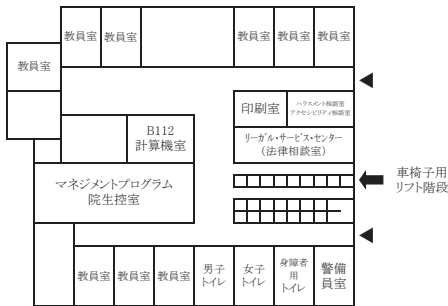 教員室
教員室
教員室
教員室
教員室
教員室
印刷室
ハラスメント相談室
アクセシビリティ相談室
B112
計算機室
リーガル・サービス・センター
(法律相談室)
マネジメントプログラム
院生控室
車椅子用
リフト階段
教員室
教員室
教員室
男子
トイレ
女子
トイレ
身障者
用
トイレ
警備
員室